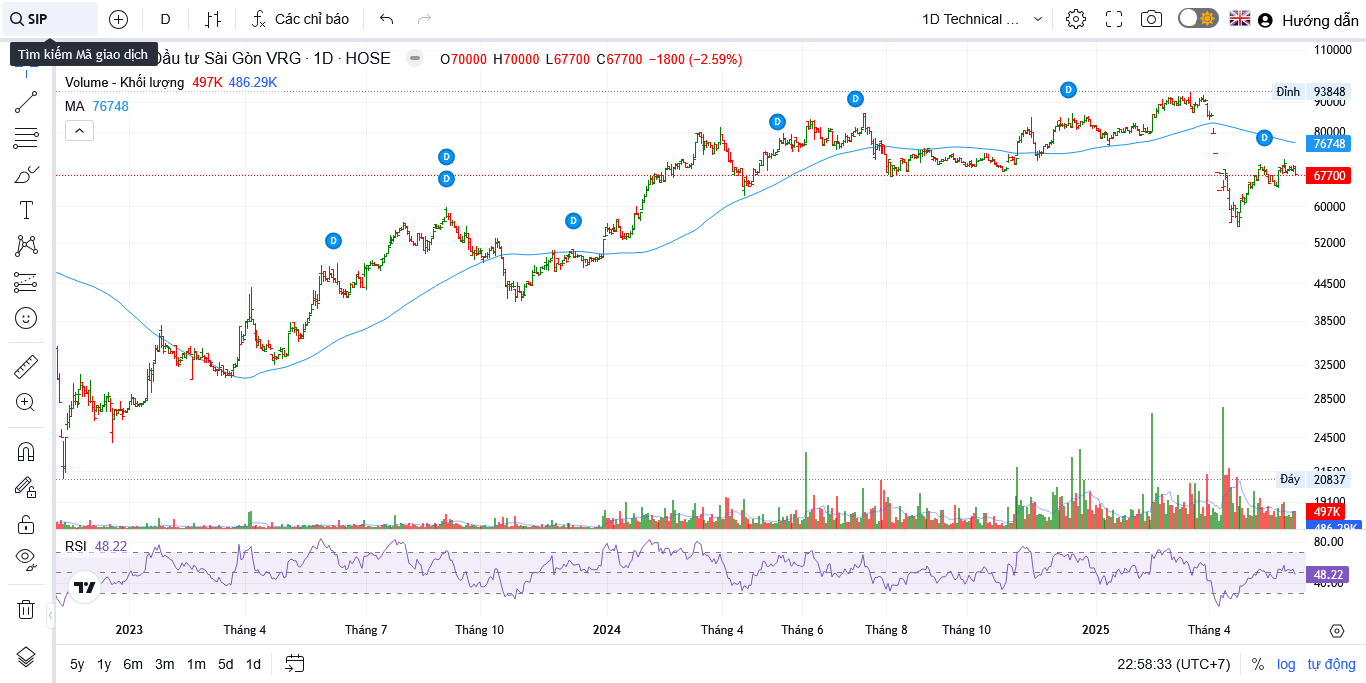 SIP
D
Các chỉ báo
1D Technical ...
Hướng dẫn
Tìm kiếm Mã giao dịch
Đầu tư Sài Gòn VRG · 1D · HOSE
O70000 H70000 L67700 C67700 −1800 (−2.59%)
Volume - Khối lượng 497K 486.29K
MA 76748
110000
Đỉnh 93848
90000
80000
76748
67700
60000
52000
44500
38500
32500
28500
24500
21500
Đáy 20837
19100
497K
486.29K
D
D
D
D
D
D
D
D
RSI 48.22
80.00
48.22
40.00
2023 Tháng 4 Tháng 7 Tháng 10 2024 Tháng 4 Tháng 6 Tháng 8 Tháng 10 2025 Tháng 4
5y 1y 6m 3m 1m 5d 1d
22:58:33 (UTC+7) % log tự động